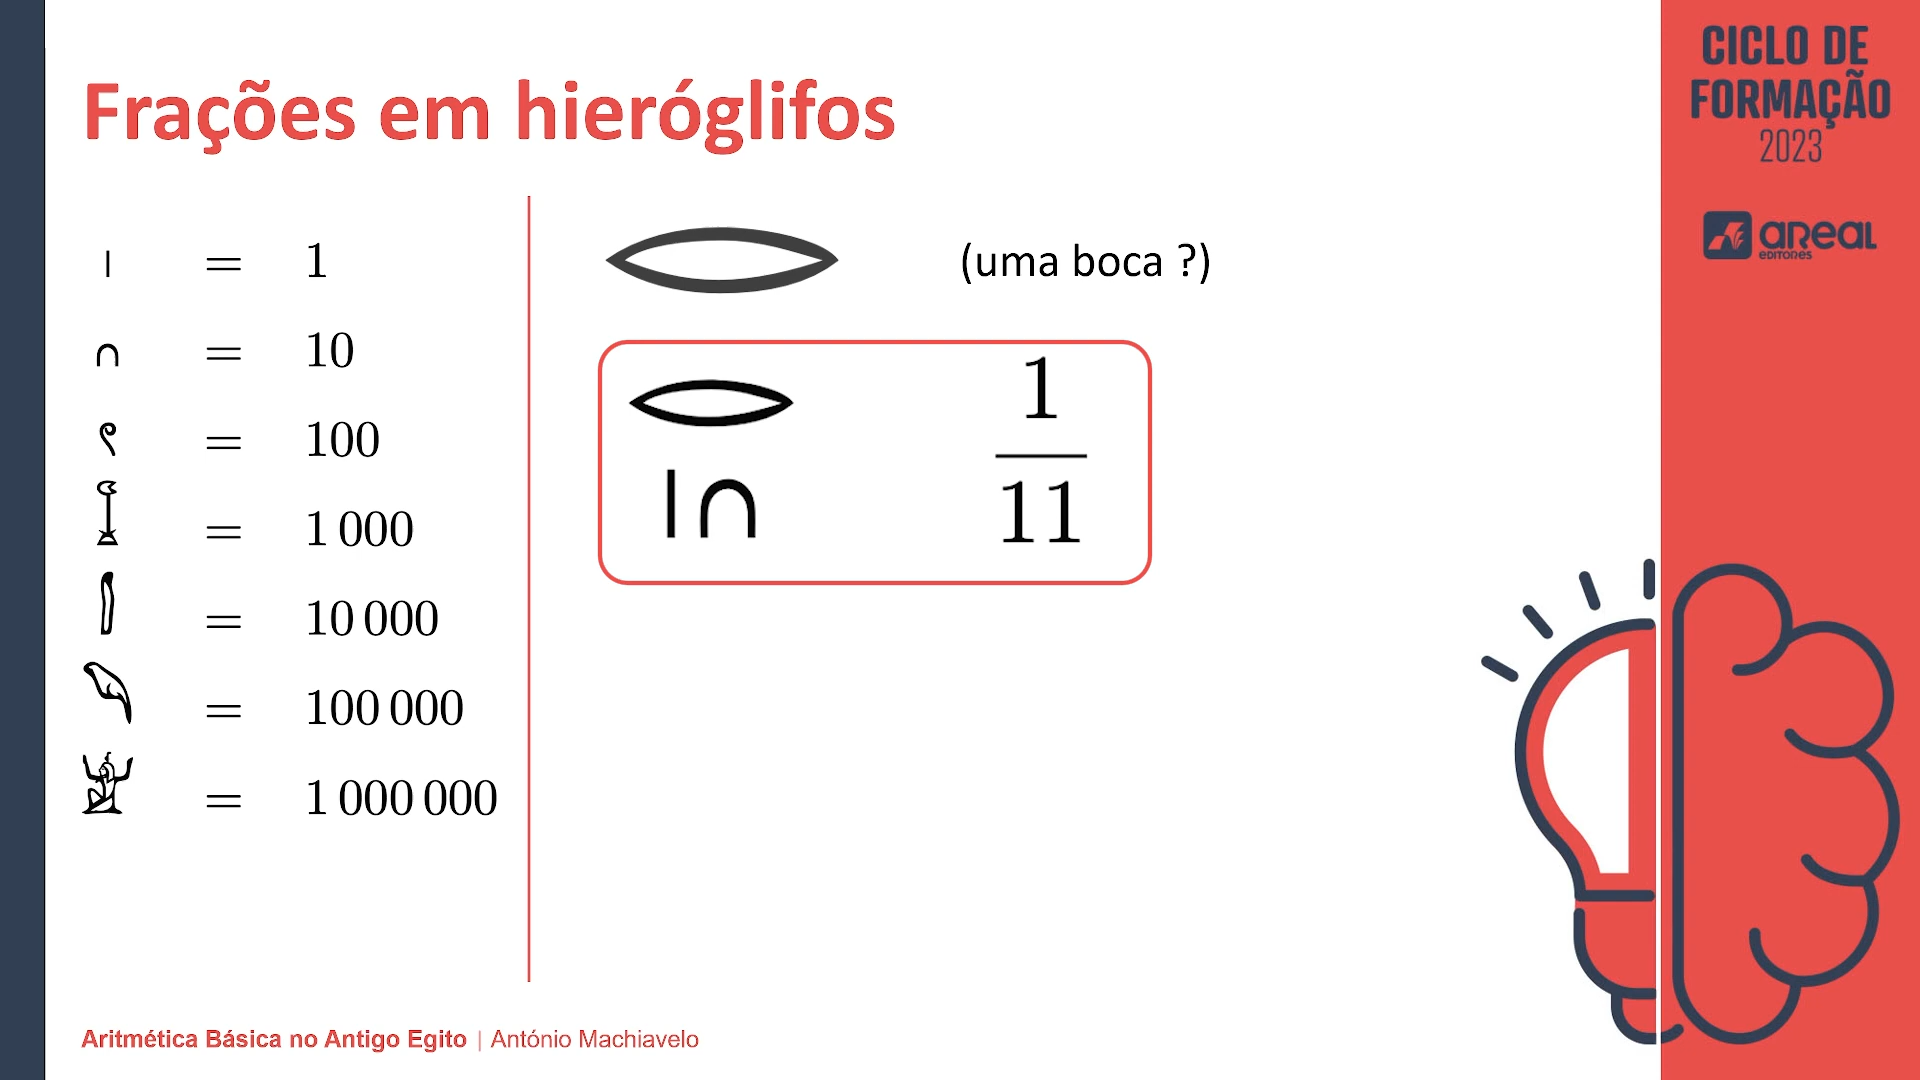 Frações em hieróglifos
𓏺 = 1
𓎆 = 10
𓍢 = 100
𓆼 = 1 000
𓂭 = 10 000
𓆐 = 100 000
𓁨 = 1 000 000
𓂋 (uma boca ?)
𓂋
𓏺𓎆
1
11
Aritmética Básica no Antigo Egito | António Machiavelo
CICLO DE
FORMAÇÃO
2023
aReaL
EDITORES